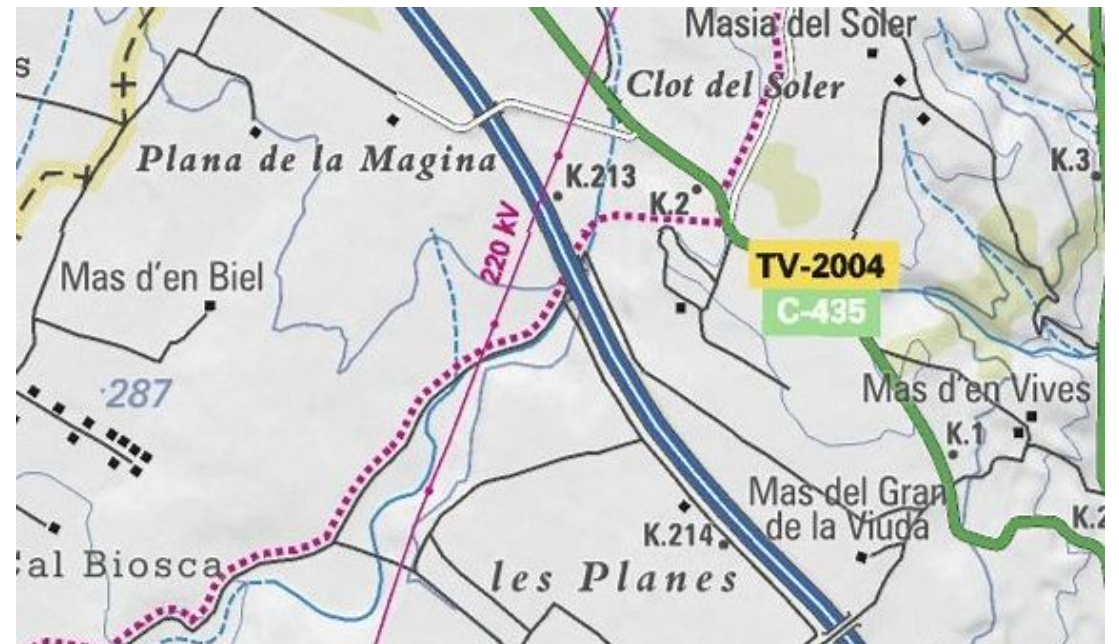 Masia del Soler
s
Clot del Soler
Plana de la Magina
K.3
K.213
K.2
220 kV
TV-2004
Mas d'en Biel
C-435
287
Mas d'en Vives
K.1
Mas del Gran
de la Viuda
K.214
K.2
Cal Biosca
les Planes